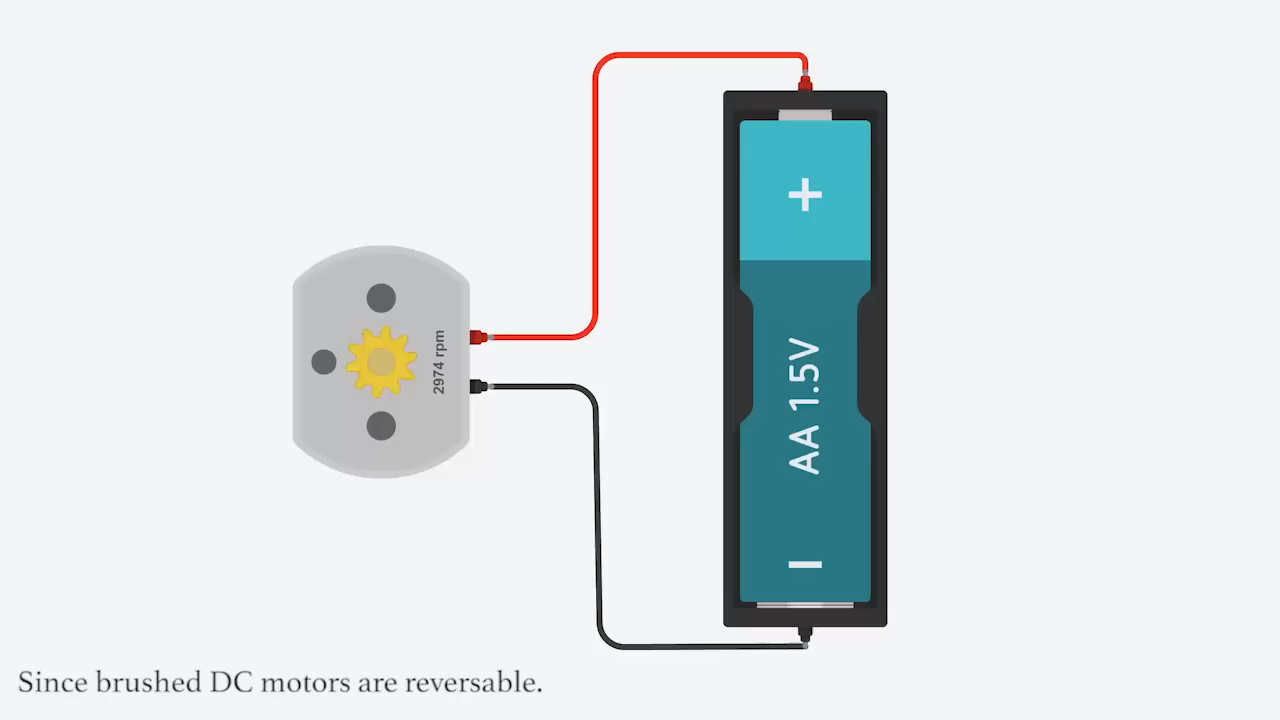 +
2974 rpm
AA 1.5V
–
Since brushed DC motors are reversable.